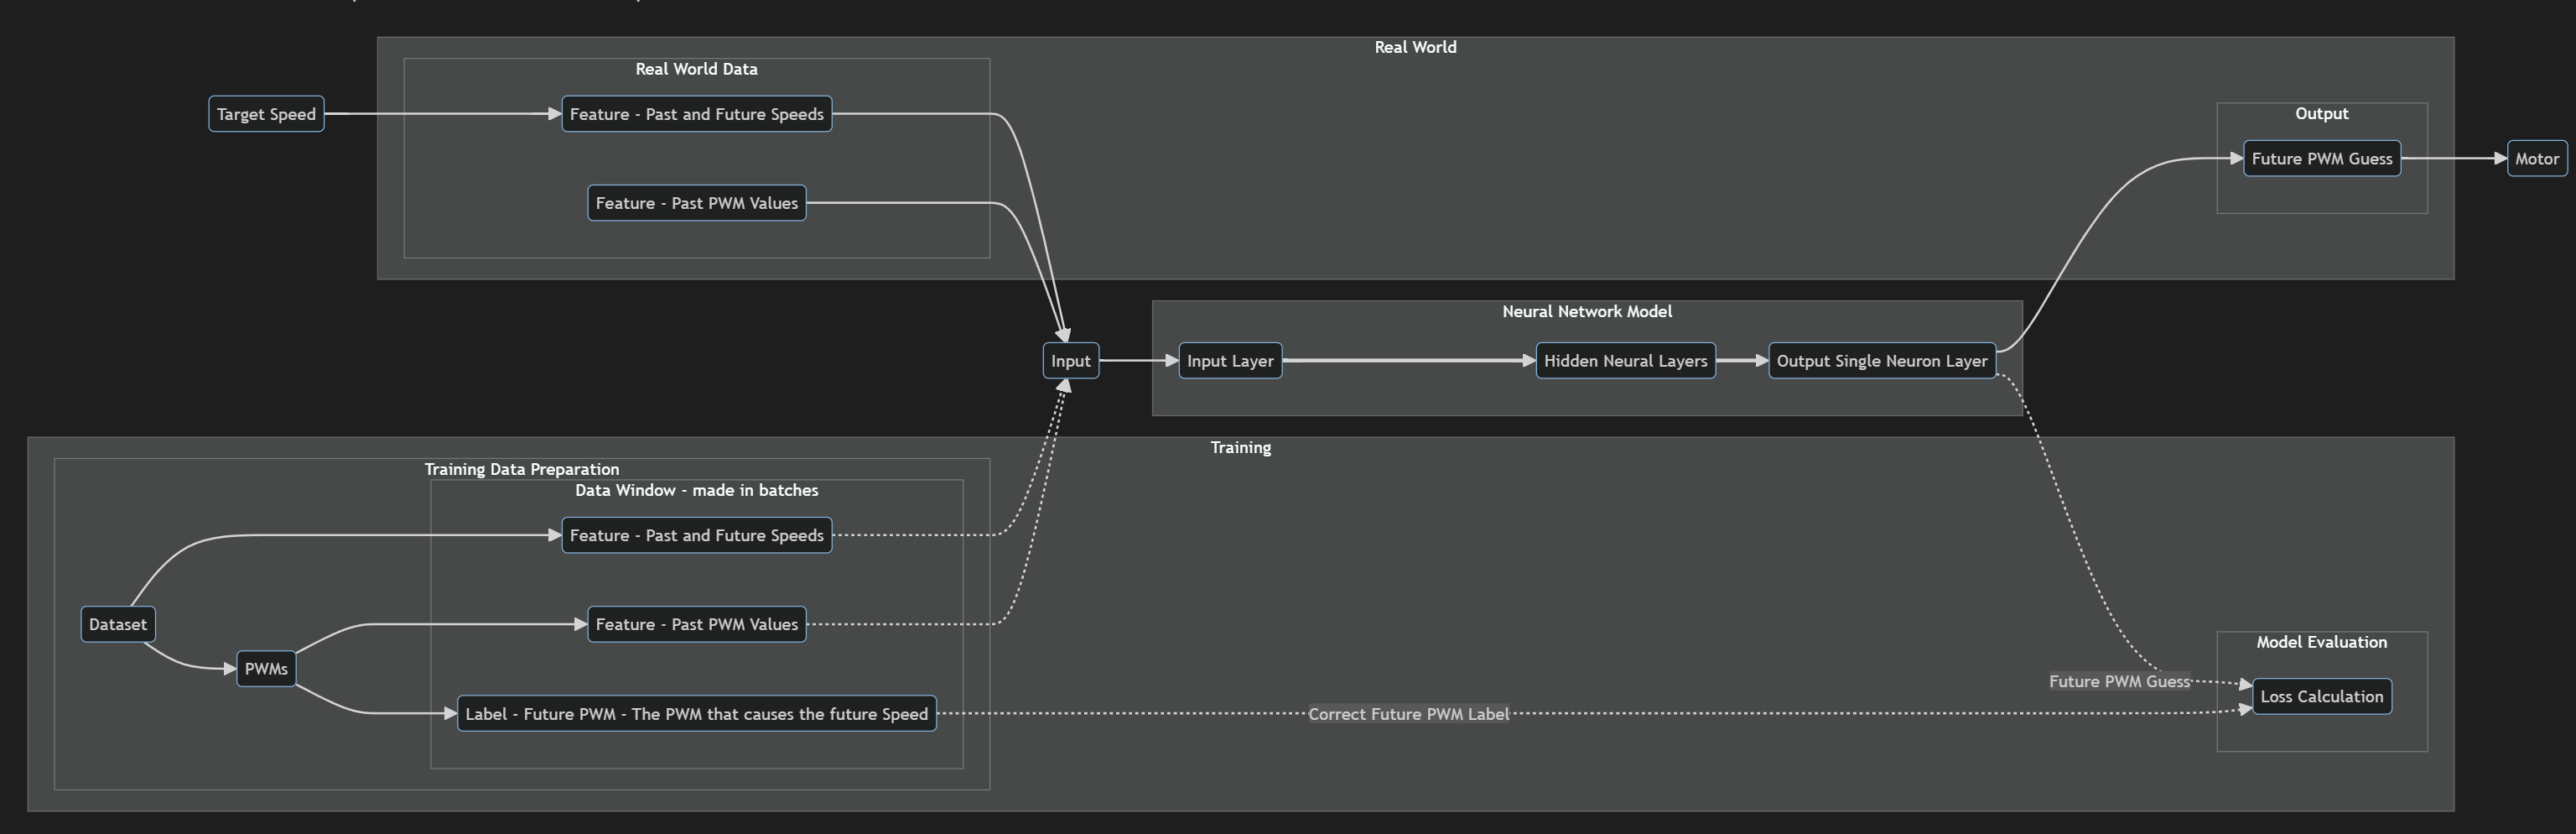 Real World
Real World Data
Target Speed
Feature - Past and Future Speeds
Feature - Past PWM Values
Output
Future PWM Guess
Motor
Neural Network Model
Input
Input Layer
Hidden Neural Layers
Output Single Neuron Layer
Training
Training Data Preparation
Data Window - made in batches
Feature - Past and Future Speeds
Dataset
Feature - Past PWM Values
PWMs
Label - Future PWM - The PWM that causes the future Speed
Correct Future PWM Label
Future PWM Guess
Model Evaluation
Loss Calculation